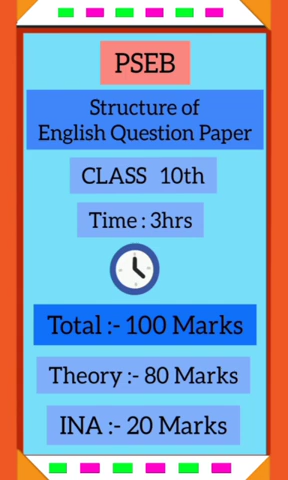 PSEB
Structure of
English Question Paper
CLASS 10th
Time : 3hrs
Total :- 100 Marks
Theory :- 80 Marks
INA :- 20 Marks